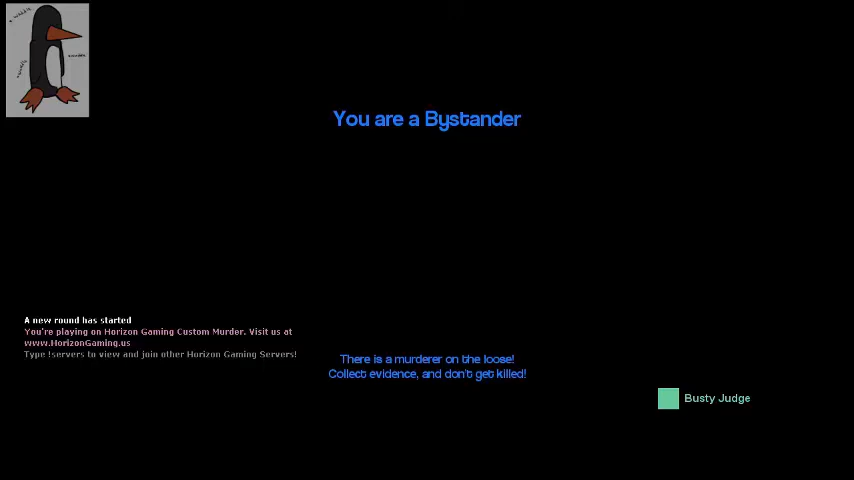 You are a Bystander
A new round has started
You're playing on Horizon Gaming Custom Murder. Visit us at
www.HorizonGaming.us
Type !servers to view and join other Horizon Gaming Servers!
There is a murderer on the loose!
Collect evidence, and don't get killed!
Busty Judge